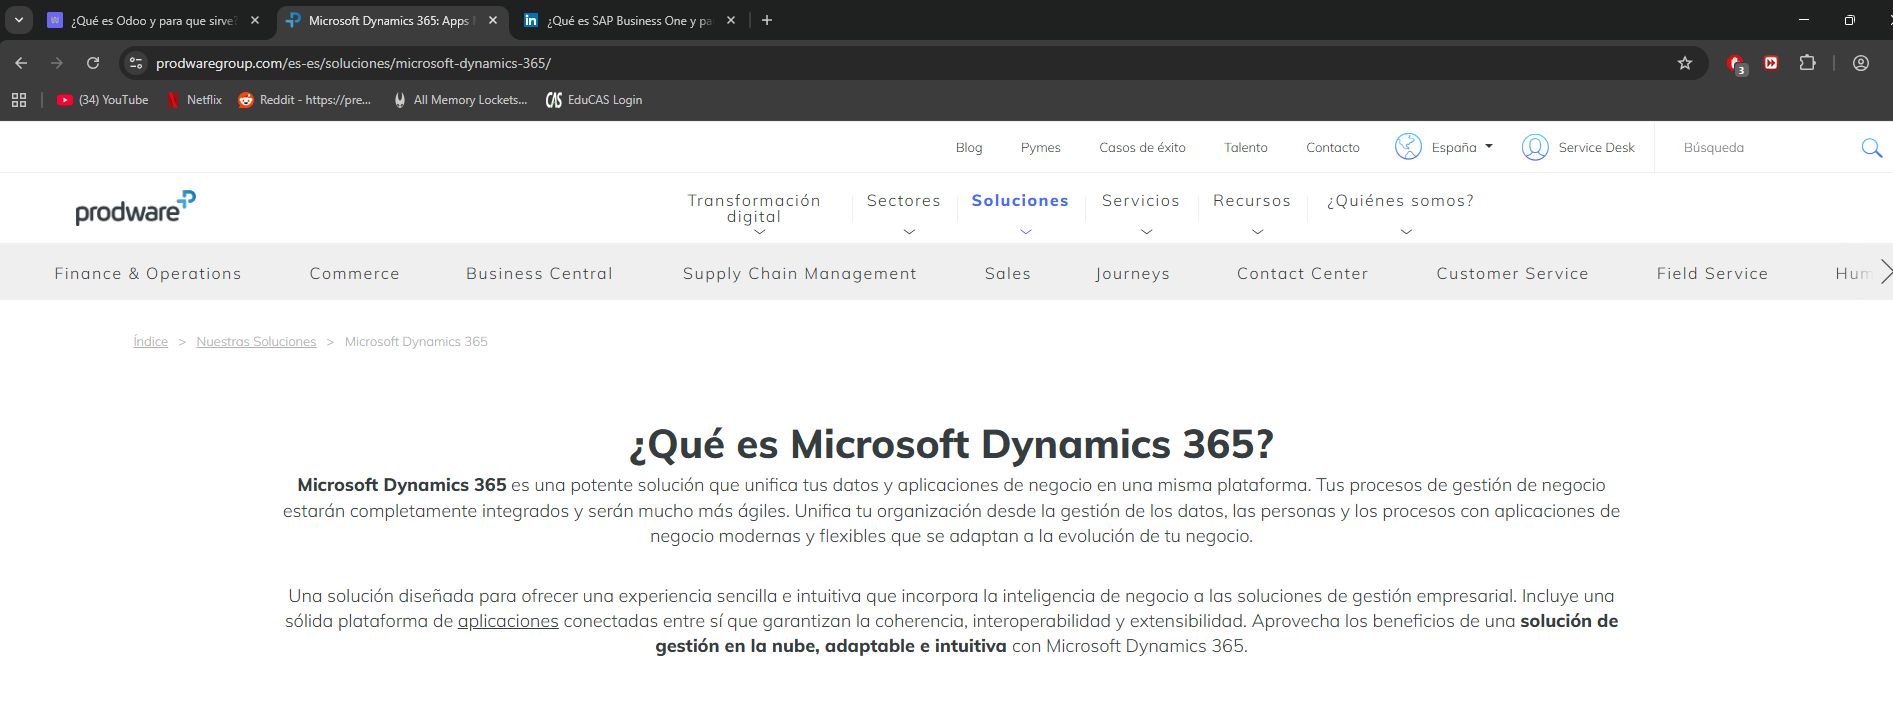 ¿Qué es Odoo y para que sirve?
Microsoft Dynamics 365: Apps
¿Qué es SAP Business One y pa
prodwaregroup.com/es-es/soluciones/microsoft-dynamics-365/
3
(34) YouTube
Netflix
Reddit - https://pre...
All Memory Lockets...
CAS
EduCAS Login
Blog
Pymes
Casos de éxito
Talento
Contacto
España
Service Desk
Búsqueda
prodware
Transformación
digital
Sectores
Soluciones
Servicios
Recursos
¿Quiénes somos?
Finance & Operations
Commerce
Business Central
Supply Chain Management
Sales
Journeys
Contact Center
Customer Service
Field Service
Hum
Índice > Nuestras Soluciones > Microsoft Dynamics 365
¿Qué es Microsoft Dynamics 365?
Microsoft Dynamics 365 es una potente solución que unifica tus datos y aplicaciones de negocio en una misma plataforma. Tus procesos de gestión de negocio
estarán completamente integrados y serán mucho más ágiles. Unifica tu organización desde la gestión de los datos, las personas y los procesos con aplicaciones de
negocio modernas y flexibles que se adaptan a la evolución de tu negocio.
Una solución diseñada para ofrecer una experiencia sencilla e intuitiva que incorpora la inteligencia de negocio a las soluciones de gestión empresarial. Incluye una
sólida plataforma de aplicaciones conectadas entre sí que garantizan la coherencia, interoperabilidad y extensibilidad. Aprovecha los beneficios de una solución de
gestión en la nube, adaptable e intuitiva con Microsoft Dynamics 365.